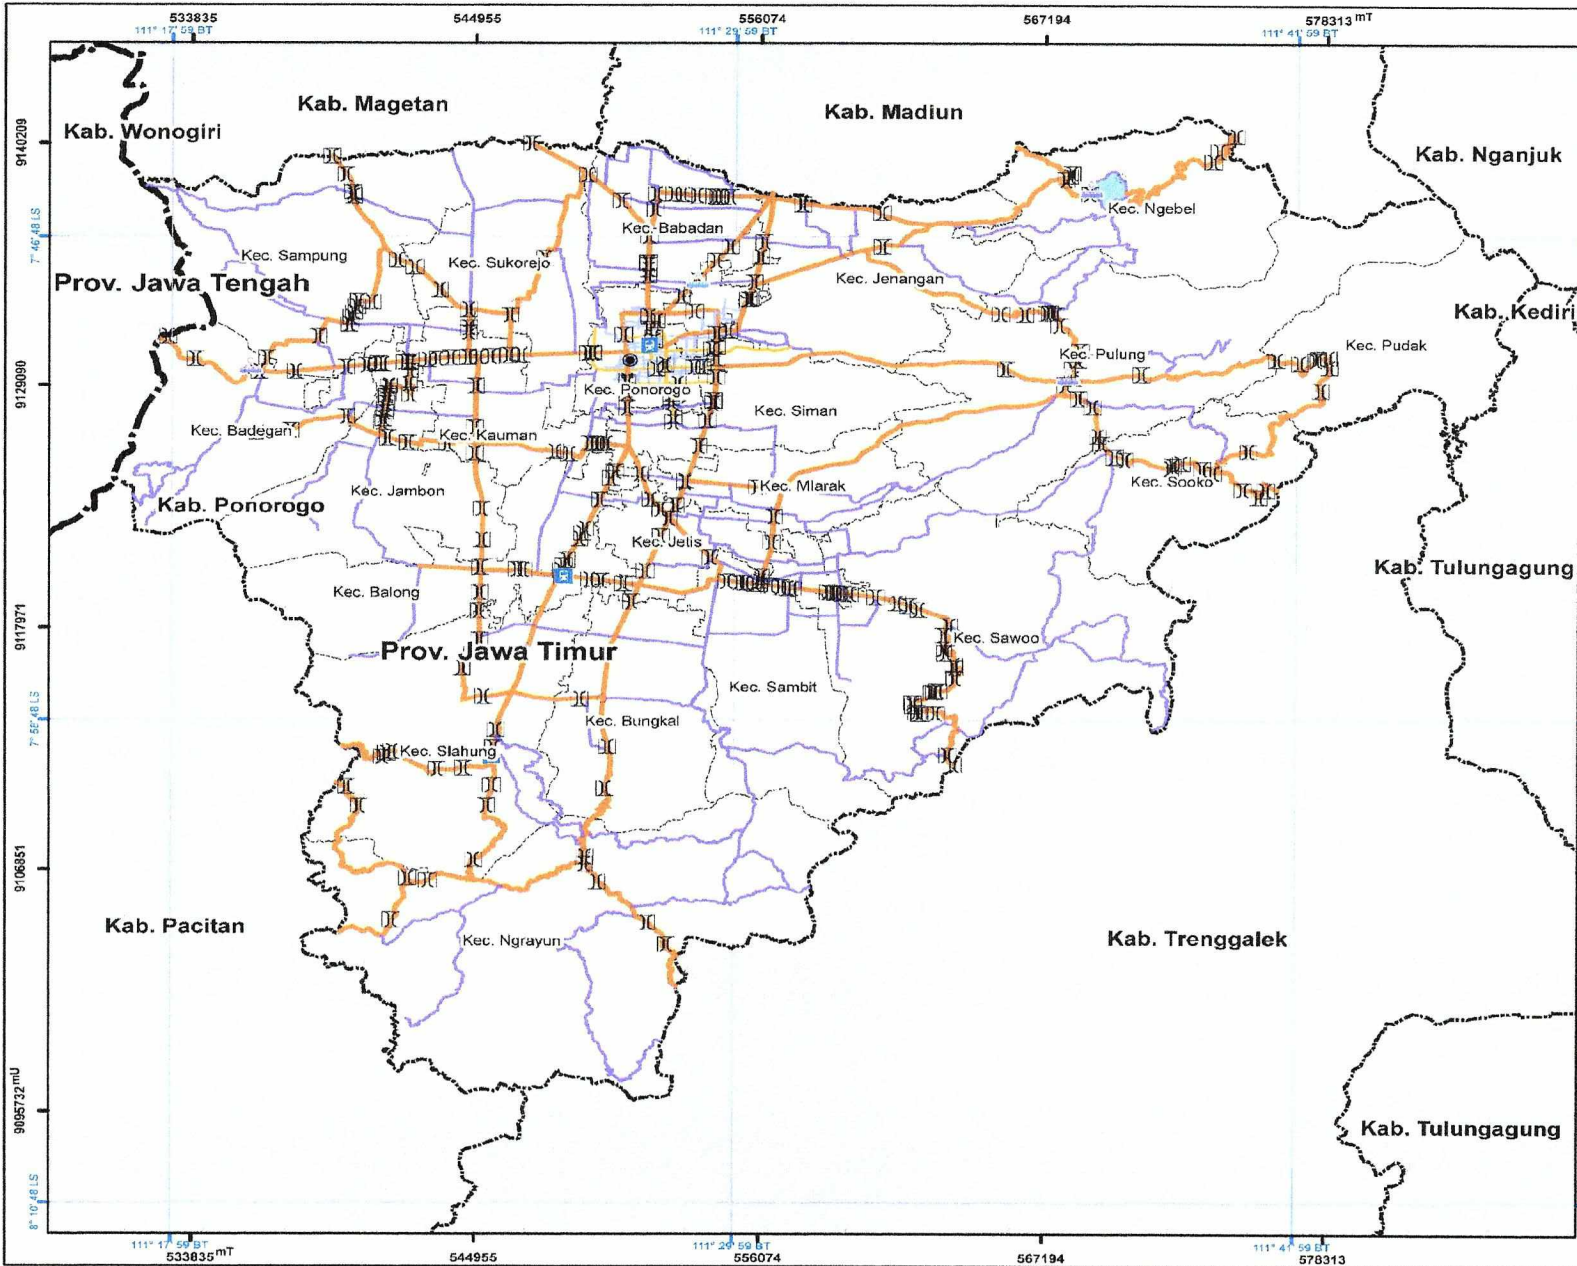 533835
544955
556074
567194
578313 mT
111° 17' 59 BT
111° 29' 59 BT
111° 41' 59 BT
Kab. Magetan
Kab. Madiun
Kab. Wonogiri
9140209
Kab. Nganjuk
Kec. Ngebel
Kec. Babadan
7° 46' 48 LS
Kec. Sampung
Kec. Sukorejo
Kec. Jenangan
Prov. Jawa Tengah
Kab. Kediri
Kec. Pudak
Kec. Pulung
9129090
Kec. Ponorogo
Kec. Siman
Kec. Badegan
Kec. Kauman
Kec. Sooko
Kec. Mlarak
Kec. Jambon
Kab. Ponorogo
Kec. Jetis
Kab. Tulungagung
Kec. Balong
9117971
Kec. Sawoo
Prov. Jawa Timur
Kec. Sambit
7° 58' 48 LS
Kec. Bungkal
Kec. Slahung
9106851
Kab. Pacitan
Kec. Ngrayun
Kab. Trenggalek
9095732 mU
Kab. Tulungagung
8° 10' 48 LS
111° 17' 59 BT
111° 29' 59 BT
111° 41' 59 BT
533835 mT
544955
556074
567194
578313